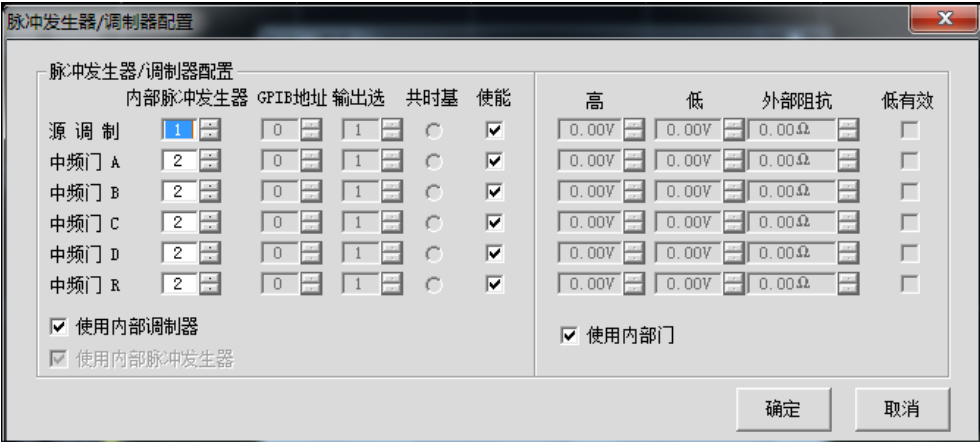 脉冲发生器/调制器配置
脉冲发生器/调制器配置
内部脉冲发生器 GPIB地址 输出选 共时基 使能 高 低 外部阻抗 低有效
源 调 制 1 0 1 0.00V 0.00V 0.00Ω
中频门 A 2 0 1 0.00V 0.00V 0.00Ω
中频门 B 2 0 1 0.00V 0.00V 0.00Ω
中频门 C 2 0 1 0.00V 0.00V 0.00Ω
中频门 D 2 0 1 0.00V 0.00V 0.00Ω
中频门 R 2 0 1 0.00V 0.00V 0.00Ω
使用内部调制器 使用内部门
使用内部脉冲发生器
确定 取消